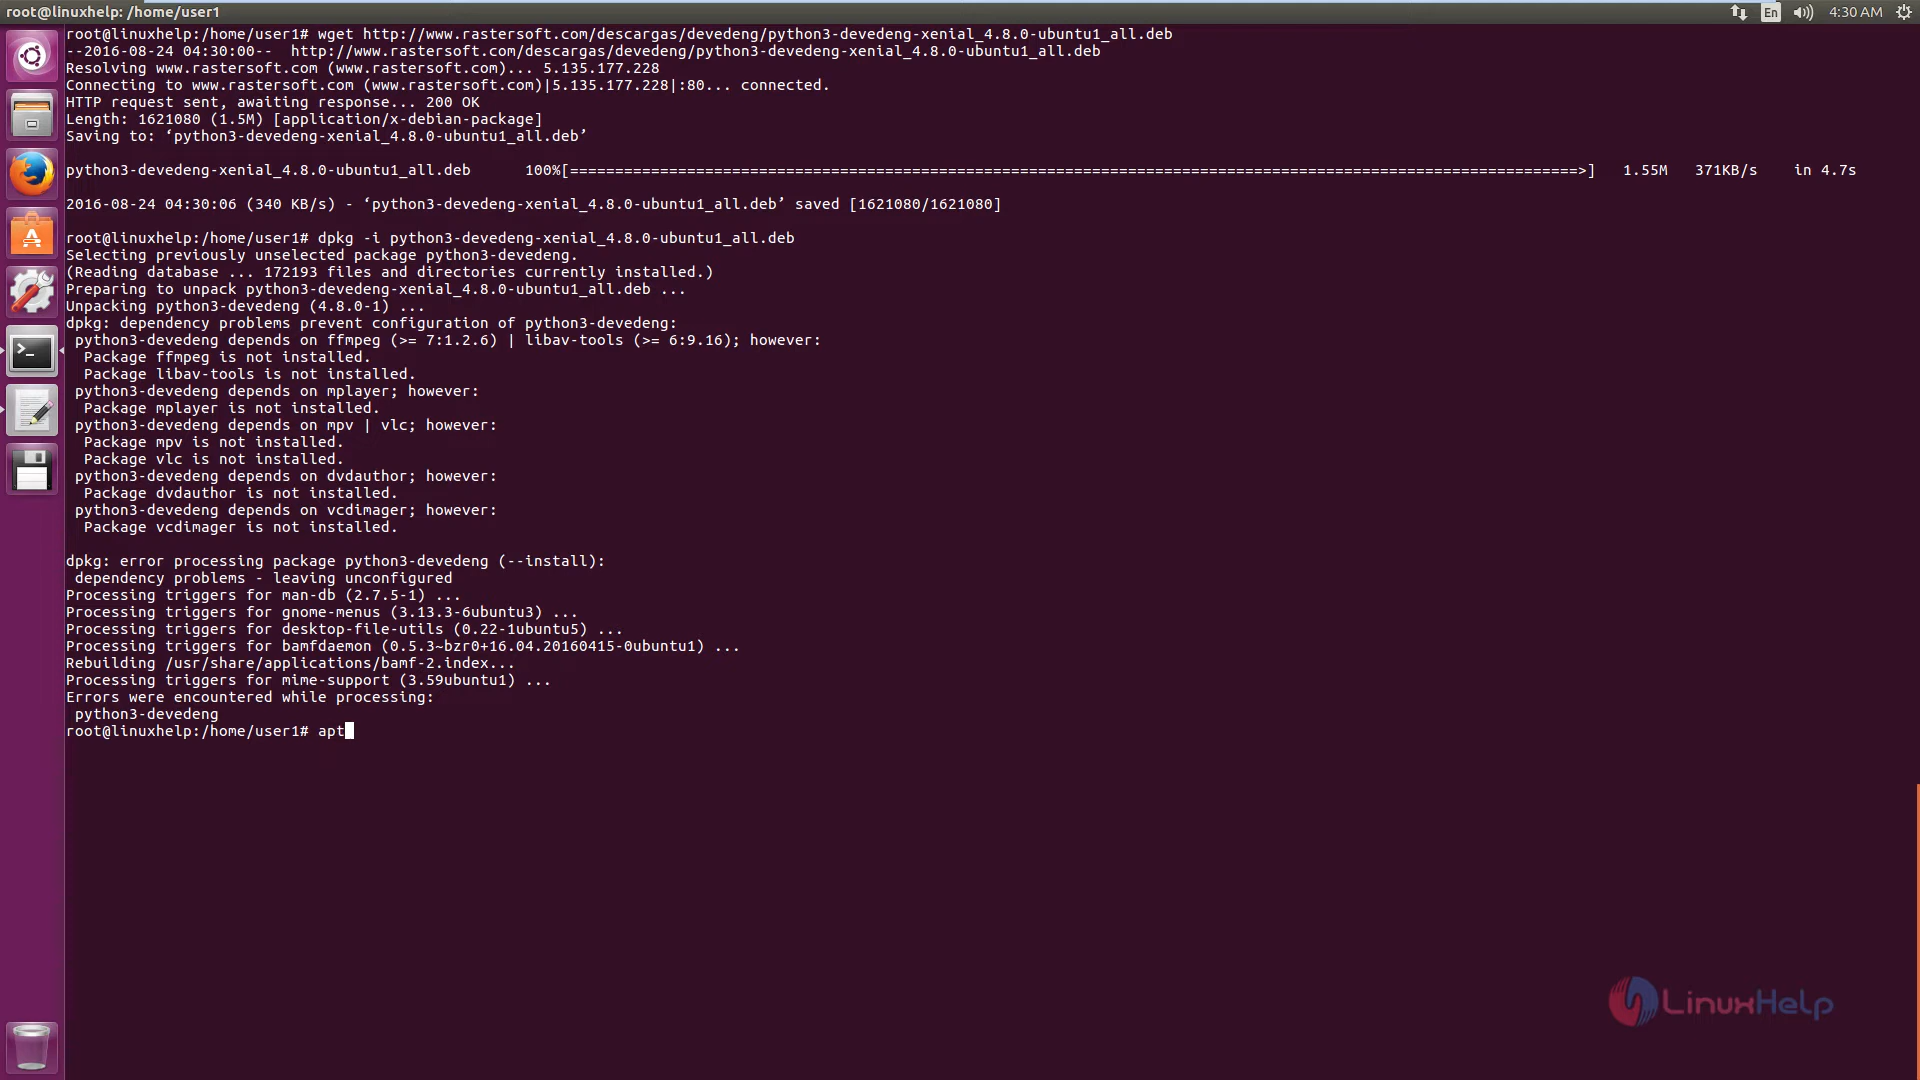 root@linuxhelp: /home/user1
En
4:30 AM
root@linuxhelp:/home/user1# wget http://www.rastersoft.com/descargas/devedeng/python3-devedeng-xenial_4.8.0-ubuntu1_all.deb
--2016-08-24 04:30:00--  http://www.rastersoft.com/descargas/devedeng/python3-devedeng-xenial_4.8.0-ubuntu1_all.deb
Resolving www.rastersoft.com (www.rastersoft.com)... 5.135.177.228
Connecting to www.rastersoft.com (www.rastersoft.com)|5.135.177.228|:80... connected.
HTTP request sent, awaiting response... 200 OK
Length: 1621080 (1.5M) [application/x-debian-package]
Saving to: ‘python3-devedeng-xenial_4.8.0-ubuntu1_all.deb’
python3-devedeng-xenial_4.8.0-ubuntu1_all.deb      100%[================================================================================================================>]   1.55M   371KB/s    in 4.7s
2016-08-24 04:30:06 (340 KB/s) - ‘python3-devedeng-xenial_4.8.0-ubuntu1_all.deb’ saved [1621080/1621080]
root@linuxhelp:/home/user1# dpkg -i python3-devedeng-xenial_4.8.0-ubuntu1_all.deb
Selecting previously unselected package python3-devedeng.
(Reading database ... 172193 files and directories currently installed.)
Preparing to unpack python3-devedeng-xenial_4.8.0-ubuntu1_all.deb ...
Unpacking python3-devedeng (4.8.0-1) ...
dpkg: dependency problems prevent configuration of python3-devedeng:
 python3-devedeng depends on ffmpeg (>= 7:1.2.6) | libav-tools (>= 6:9.16); however:
  Package ffmpeg is not installed.
  Package libav-tools is not installed.
 python3-devedeng depends on mplayer; however:
  Package mplayer is not installed.
 python3-devedeng depends on mpv | vlc; however:
  Package mpv is not installed.
  Package vlc is not installed.
 python3-devedeng depends on dvdauthor; however:
  Package dvdauthor is not installed.
 python3-devedeng depends on vcdimager; however:
  Package vcdimager is not installed.
dpkg: error processing package python3-devedeng (--install):
 dependency problems - leaving unconfigured
Processing triggers for man-db (2.7.5-1) ...
Processing triggers for gnome-menus (3.13.3-6ubuntu3) ...
Processing triggers for desktop-file-utils (0.22-1ubuntu5) ...
Processing triggers for bamfdaemon (0.5.3~bzr0+16.04.20160415-0ubuntu1) ...
Rebuilding /usr/share/applications/bamf-2.index...
Processing triggers for mime-support (3.59ubuntu1) ...
Errors were encountered while processing:
 python3-devedeng
root@linuxhelp:/home/user1# apt
LinuxHelp